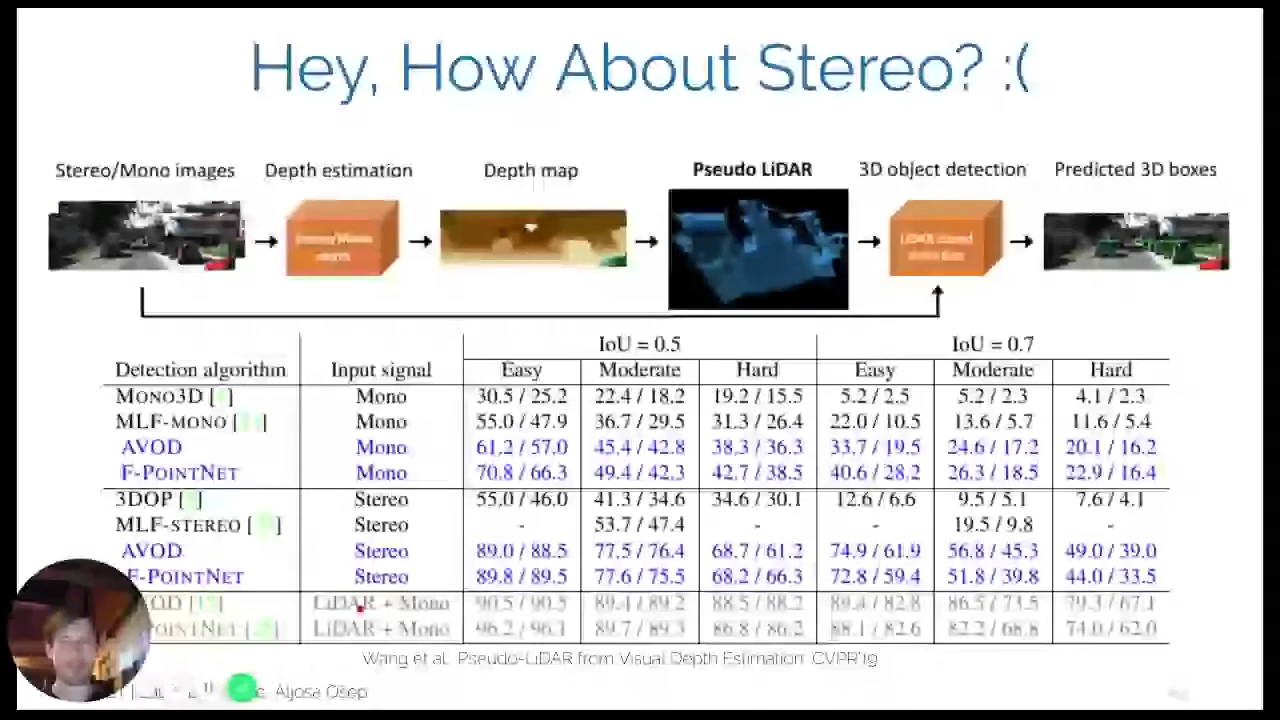 Hey, How About Stereo? :(
Stereo/Mono images Depth estimation Depth map Pseudo LiDAR 3D object detection Predicted 3D boxes
IoU = 0.5 IoU = 0.7
Detection algorithm Input signal Easy Moderate Hard Easy Moderate Hard
MONO3D [ ] Mono 30.5 / 25.2 22.4 / 18.2 19.2 / 15.5 5.2 / 2.5 5.2 / 2.3 4.1 / 2.3
MLF-MONO [ ] Mono 55.0 / 47.9 36.7 / 29.5 31.3 / 26.4 22.0 / 10.5 13.6 / 5.7 11.6 / 5.4
AVOD Mono 61.2 / 57.0 45.4 / 42.8 38.3 / 36.3 33.7 / 19.5 24.6 / 17.2 20.1 / 16.2
F-POINTNET Mono 70.8 / 66.3 49.4 / 42.3 42.7 / 38.5 40.6 / 28.2 26.3 / 18.5 22.9 / 16.4
3DOP [ ] Stereo 55.0 / 46.0 41.3 / 34.6 34.6 / 30.1 12.6 / 6.6 9.5 / 5.1 7.6 / 4.1
MLF-STEREO [ ] Stereo - 53.7 / 47.4 - - 19.5 / 9.8 -
AVOD Stereo 89.0 / 88.5 77.5 / 76.4 68.7 / 61.2 74.9 / 61.9 56.8 / 45.3 49.0 / 39.0
F-POINTNET Stereo 89.8 / 89.5 77.6 / 75.5 68.2 / 66.3 72.8 / 59.4 51.8 / 39.8 44.0 / 33.5
LiDAR + Mono 90.5 / 90.5 89.4 / 89.2 88.5 / 88.2 89.4 / 82.8 86.5 / 73.5 79.3 / 67.1
POINTNET LiDAR + Mono 96.2 / 96.1 89.7 / 89.3 86.8 / 86.2 88.1 / 82.6 82.2 / 68.8 74.0 / 62.0
Wang et al. Pseudo-LiDAR from Visual Depth Estimation. CVPR'19
Aljosa Osep